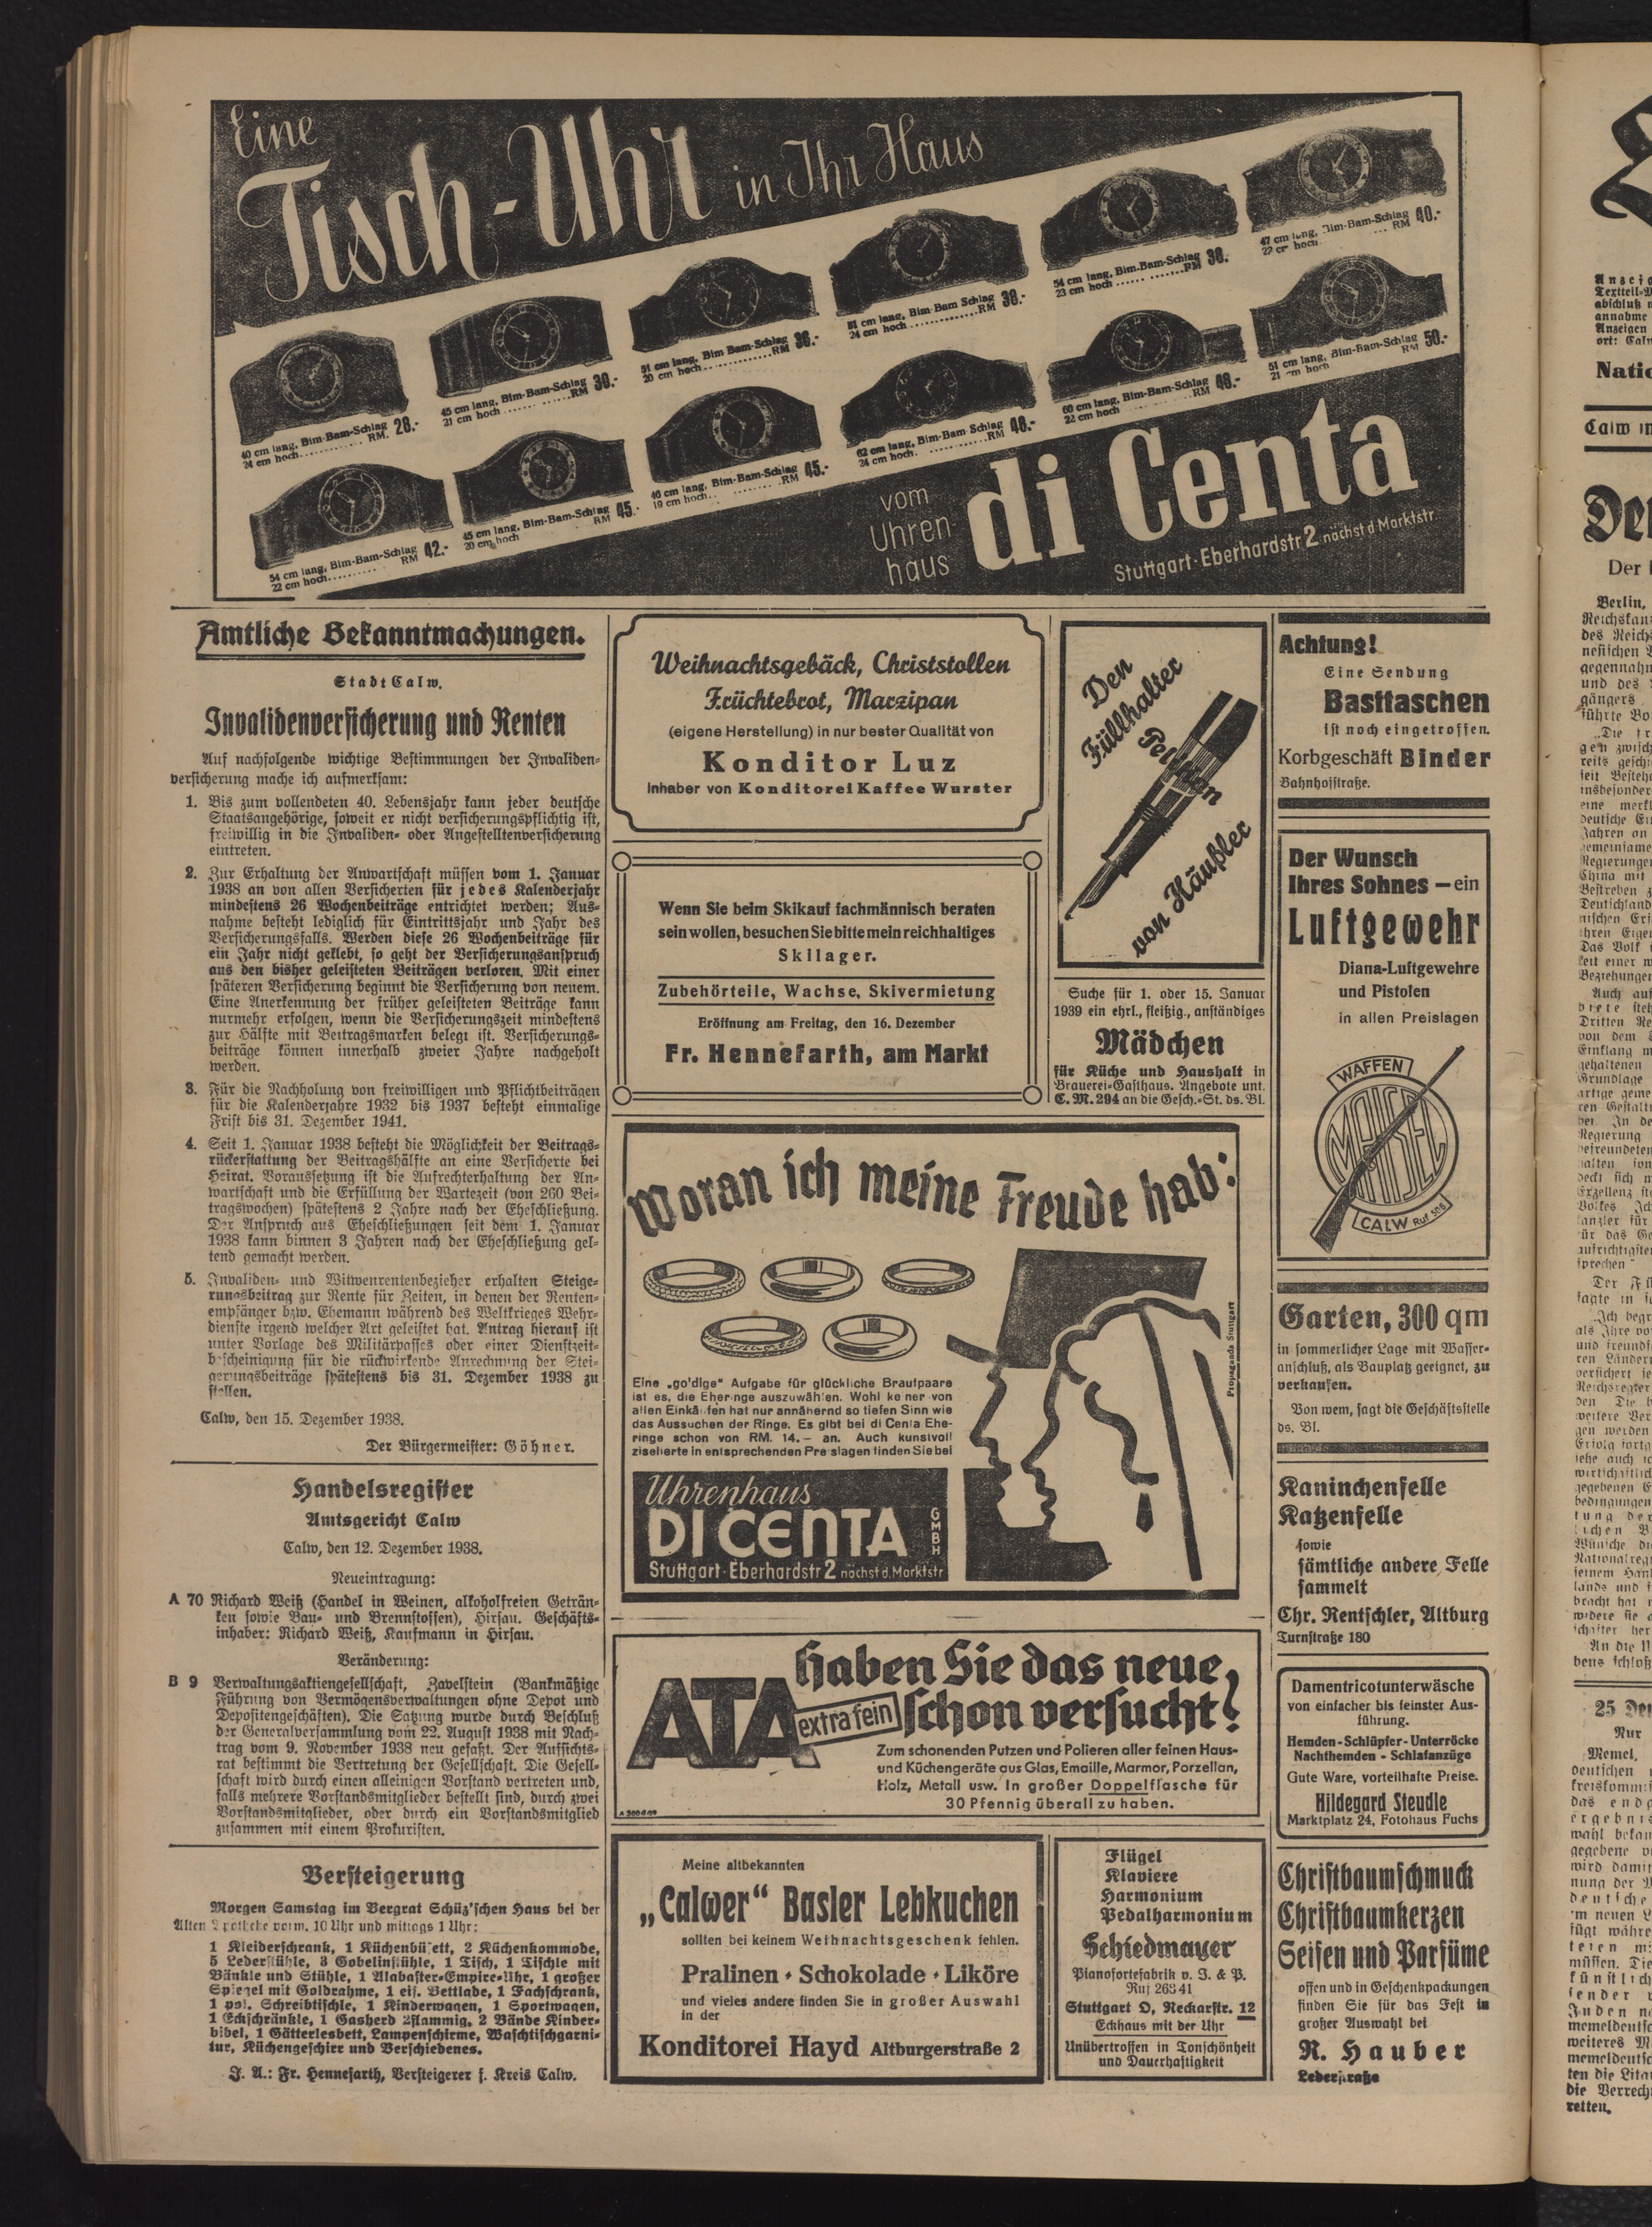 Eine
Tisch-Uhr in Ihr Haus
47 cm lang, Bim-Bam-Schlag
22 cm hoch ... RM 40.-
54 cm lang, Bim-Bam-Schlag
23 cm hoch ........RM 38.
51 cm lang, Bim-Bam Schlag
24 cm hoch.............RM 38.-
51 cm lang, Bim Bam-Schlag
20 cm hoch.............RM 36.-
45 cm lang, Bim-Bam-Schlag
21 cm hoch.............RM 30.-
40 cm lang, Bim-Bam-Schlag
24 cm hoch............ RM. 28.-
51 cm lang, Bim-Bam-Schlag
21 cm hoch RM 50.-
60 cm lang, Bim-Bam-Schlag
22 cm hoch RM 48.-
62 cm lang, Bim-Bam Schlag
24 cm hoch. ............RM 48.-
46 cm lang, Bim-Bam-Schlag
19 cm hoch.. ........RM 45.-
45 cm lang, Bim-Bam-Schlag
20 cm hoch RM 45.-
54 cm lang, Bim-Bam-Schlag
22 cm hoch.......... RM 42.-
vom
Uhren-
haus
di Centa
Stuttgart·Eberhardstr 2 nächst d Marktstr.
Amtliche Bekanntmachungen.
Stadt Calw.
Invalidenversicherung und Renten
Auf nachfolgende wichtige Bestimmungen der Invaliden-
versicherung mache ich aufmerksam:
1. Bis zum vollendeten 40. Lebensjahr kann jeder deutsche
Staatsangehörige, soweit er nicht versicherungspflichtig ist,
freiwillig in die Invaliden- oder Angestelltenversicherung
eintreten.
2. Zur Erhaltung der Anwartschaft müssen vom 1. Januar
1938 an von allen Versicherten für jedes Kalenderjahr
mindestens 26 Wochenbeiträge entrichtet werden; Aus-
nahme besteht lediglich für Eintrittsjahr und Jahr des
Versicherungsfalls. Werden diese 26 Wochenbeiträge für
ein Jahr nicht geklebt, so geht der Versicherungsanspruch
aus den bisher geleisteten Beiträgen verloren. Mit einer
späteren Versicherung beginnt die Versicherung von neuem.
Eine Anerkennung der früher geleisteten Beiträge kann
nurmehr erfolgen, wenn die Versicherungszeit mindestens
zur Hälfte mit Beitragsmarken belegt ist. Versicherungs-
beiträge können innerhalb zweier Jahre nachgeholt
werden.
3. Für die Nachholung von freiwilligen und Pflichtbeiträgen
für die Kalenderjahre 1932 bis 1937 besteht einmalige
Frist bis 31. Dezember 1941.
4. Seit 1. Januar 1938 besteht die Möglichkeit der Beitrags-
rückerstattung der Beitragshälfte an eine Versicherte bei
Heirat. Voraussetzung ist die Aufrechterhaltung der An-
wartschaft und die Erfüllung der Wartezeit (von 260 Bei-
tragswochen) spätestens 2 Jahre nach der Eheschließung.
Der Anspruch aus Eheschließungen seit dem 1. Januar
1938 kann binnen 3 Jahren nach der Eheschließung gel-
tend gemacht werden.
5. Invaliden- und Witwenrentenbezieher erhalten Steige-
rungsbeitrag zur Rente für Zeiten, in denen der Renten-
empfänger bzw. Ehemann während des Weltkrieges Wehr-
dienste irgend welcher Art geleistet hat. Antrag hierauf ist
unter Vorlage des Militärpasses oder einer Dienstzeit-
bescheinigung für die rückwirkende Anrechnung der Stei-
gerungsbeiträge spätestens bis 31. Dezember 1938 zu
stellen.
Calw, den 15. Dezember 1938.
Der Bürgermeister: Göhner.
Handelsregister
Amtsgericht Calw
Calw, den 12. Dezember 1938.
Neueintragung:
A 70 Richard Weiß (Handel in Weinen, alkoholfreien Geträn-
ken sowie Bau- und Brennstoffen), Hirsau. Geschäfts-
inhaber: Richard Weiß, Kaufmann in Hirsau.
Veränderung:
B 9 Verwaltungsaktiengesellschaft, Zavelstein (Bankmäßige
Führung von Vermögensverwaltungen ohne Depot und
Depositengeschäften). Die Satzung wurde durch Beschluß
der Generalversammlung vom 22. August 1938 mit Nach-
trag vom 9. November 1938 neu gefaßt. Der Aufsichts-
rat bestimmt die Vertretung der Gesellschaft. Die Gesell-
schaft wird durch einen alleinigen Vorstand vertreten und,
falls mehrere Vorstandsmitglieder bestellt sind, durch zwei
Vorstandsmitglieder, oder durch ein Vorstandsmitglied
zusammen mit einem Prokuristen.
Versteigerung
Morgen Samstag im Vergrat Schüz'schen Haus bei der
Alten Apotheke vorm. 10 Uhr und mittags 1 Uhr:
1 Kleiderschrank, 1 Küchenbüfett, 2 Küchenkommode,
5 Lederstühle, 3 Gobelinstühle, 1 Tisch, 1 Tischle mit
Bänkle und Stühle, 1 Alabaster-Empire-Uhr, 1 großer
Spiegel mit Goldrahme, 1 eis. Bettlade, 1 Fachschrank,
1 pol. Schreibtischle, 1 Kinderwagen, 1 Sportwagen,
1 Eckschränkle, 1 Gasherd 2flammig, 2 Bände Kinder-
bibel, 1 Gätterlesbett, Lampenschirme, Waschtischgarni-
tur, Küchengeschirr und Verschiedenes.
J. A.: Fr. Hennefarth, Versteigerer f. Kreis Calw.
Weihnachtsgebäck, Christstollen
Früchtebrot, Marzipan
(eigene Herstellung) in nur bester Qualität von
Konditor Luz
Inhaber von Konditorei Kaffee Wurster
Wenn Sie beim Skikauf fachmännisch beraten
sein wollen, besuchen Sie bitte mein reichhaltiges
Skilager.
Zubehörteile, Wachse, Skivermietung
Eröffnung am Freitag, den 16. Dezember
Fr. Hennefarth, am Markt
Den
Füllhalter
Pelikan
von Häußler
Suche für 1. oder 15. Januar
1939 ein ehrl., fleißig., anständiges
Mädchen
für Küche und Haushalt in
Brauerei-Gasthaus. Angebote unt.
C. M. 294 an die Gesch.-St. ds. Bl.
Woran ich meine Freude hab:
Eine „go'dige“ Aufgabe für glückliche Brautpaare
ist es, die Eheringe auszuwählen. Wohl keiner von
allen Einkäufen hat nur annähernd so tiefen Sinn wie
das Aussuchen der Ringe. Es gibt bei di Centa Ehe-
ringe schon von RM. 14.– an. Auch kunstvoll
ziselierte in entsprechenden Preislagen finden Sie bei
Uhrenhaus
DI CENTA
GMBH
Stuttgart·Eberhardstr 2 nächst d. Marktstr
Propaganda Stuttgart
ATA
extra fein
Haben Sie das neue,
schon versucht?
Zum schonenden Putzen und Polieren aller feinen Haus-
und Küchengeräte aus Glas, Emaille, Marmor, Porzellan,
Holz, Metall usw. In großer Doppelflasche für
30 Pfennig überall zu haben.
Meine altbekannten
„Calwer“ Basler Lebkuchen
sollten bei keinem Weihnachtsgeschenk fehlen.
Pralinen · Schokolade · Liköre
und vieles andere finden Sie in großer Auswahl
in der
Konditorei Hayd Altburgerstraße 2
Flügel
Klaviere
Harmonium
Pedalharmonium
Schiedmayer
Pianofortefabrik v. J. & P.
Ruf 26341
Stuttgart O, Neckarstr. 12
Eckhaus mit der Uhr
Unübertroffen in Tonschönheit
und Dauerhaftigkeit
Achtung!
Eine Sendung
Basttaschen
ist noch eingetroffen.
Korbgeschäft Binder
Bahnhofstraße.
Der Wunsch
Ihres Sohnes – ein
Luftgewehr
Diana-Luftgewehre
und Pistolen
in allen Preislagen
WAFFEN
MAISEL
CALW Ruf 506
Garten, 300 qm
in sommerlicher Lage mit Wasser-
anschluß, als Bauplatz geeignet, zu
verkaufen.
Von wem, sagt die Geschäftsstelle
ds. Bl.
Kaninchenfelle
Katzenfelle
sowie
sämtliche andere Felle
sammelt
Chr. Rentschler, Altburg
Turnstraße 180
Damentricotunterwäsche
von einfacher bis feinster Aus-
führung.
Hemden-Schlüpfer-Unterröcke
Nachthemden - Schlafanzüge
Gute Ware, vorteilhafte Preise.
Hildegard Steudle
Marktplatz 24, Fotohaus Fuchs
Christbaumschmuck
Christbaumkerzen
Seifen und Parfüme
offen und in Geschenkpackungen
finden Sie für das Fest in
großer Auswahl bei
R. Hauber
Lederstraße